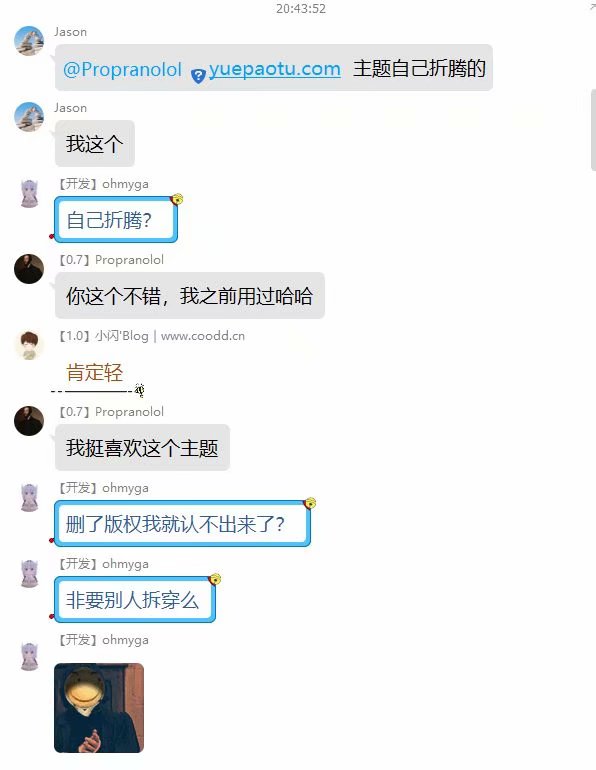 20:43:52
Jason
@Propranolol yuepaotu.com 主题自己折腾的
Jason
我这个
【开发】ohmyga
自己折腾？
【0.7】Propranolol
你这个不错，我之前用过哈哈
【1.0】小闪'Blog | www.coodd.cn
肯定轻
【0.7】Propranolol
我挺喜欢这个主题
【开发】ohmyga
删了版权我就认不出来了？
【开发】ohmyga
非要别人拆穿么
【开发】ohmyga